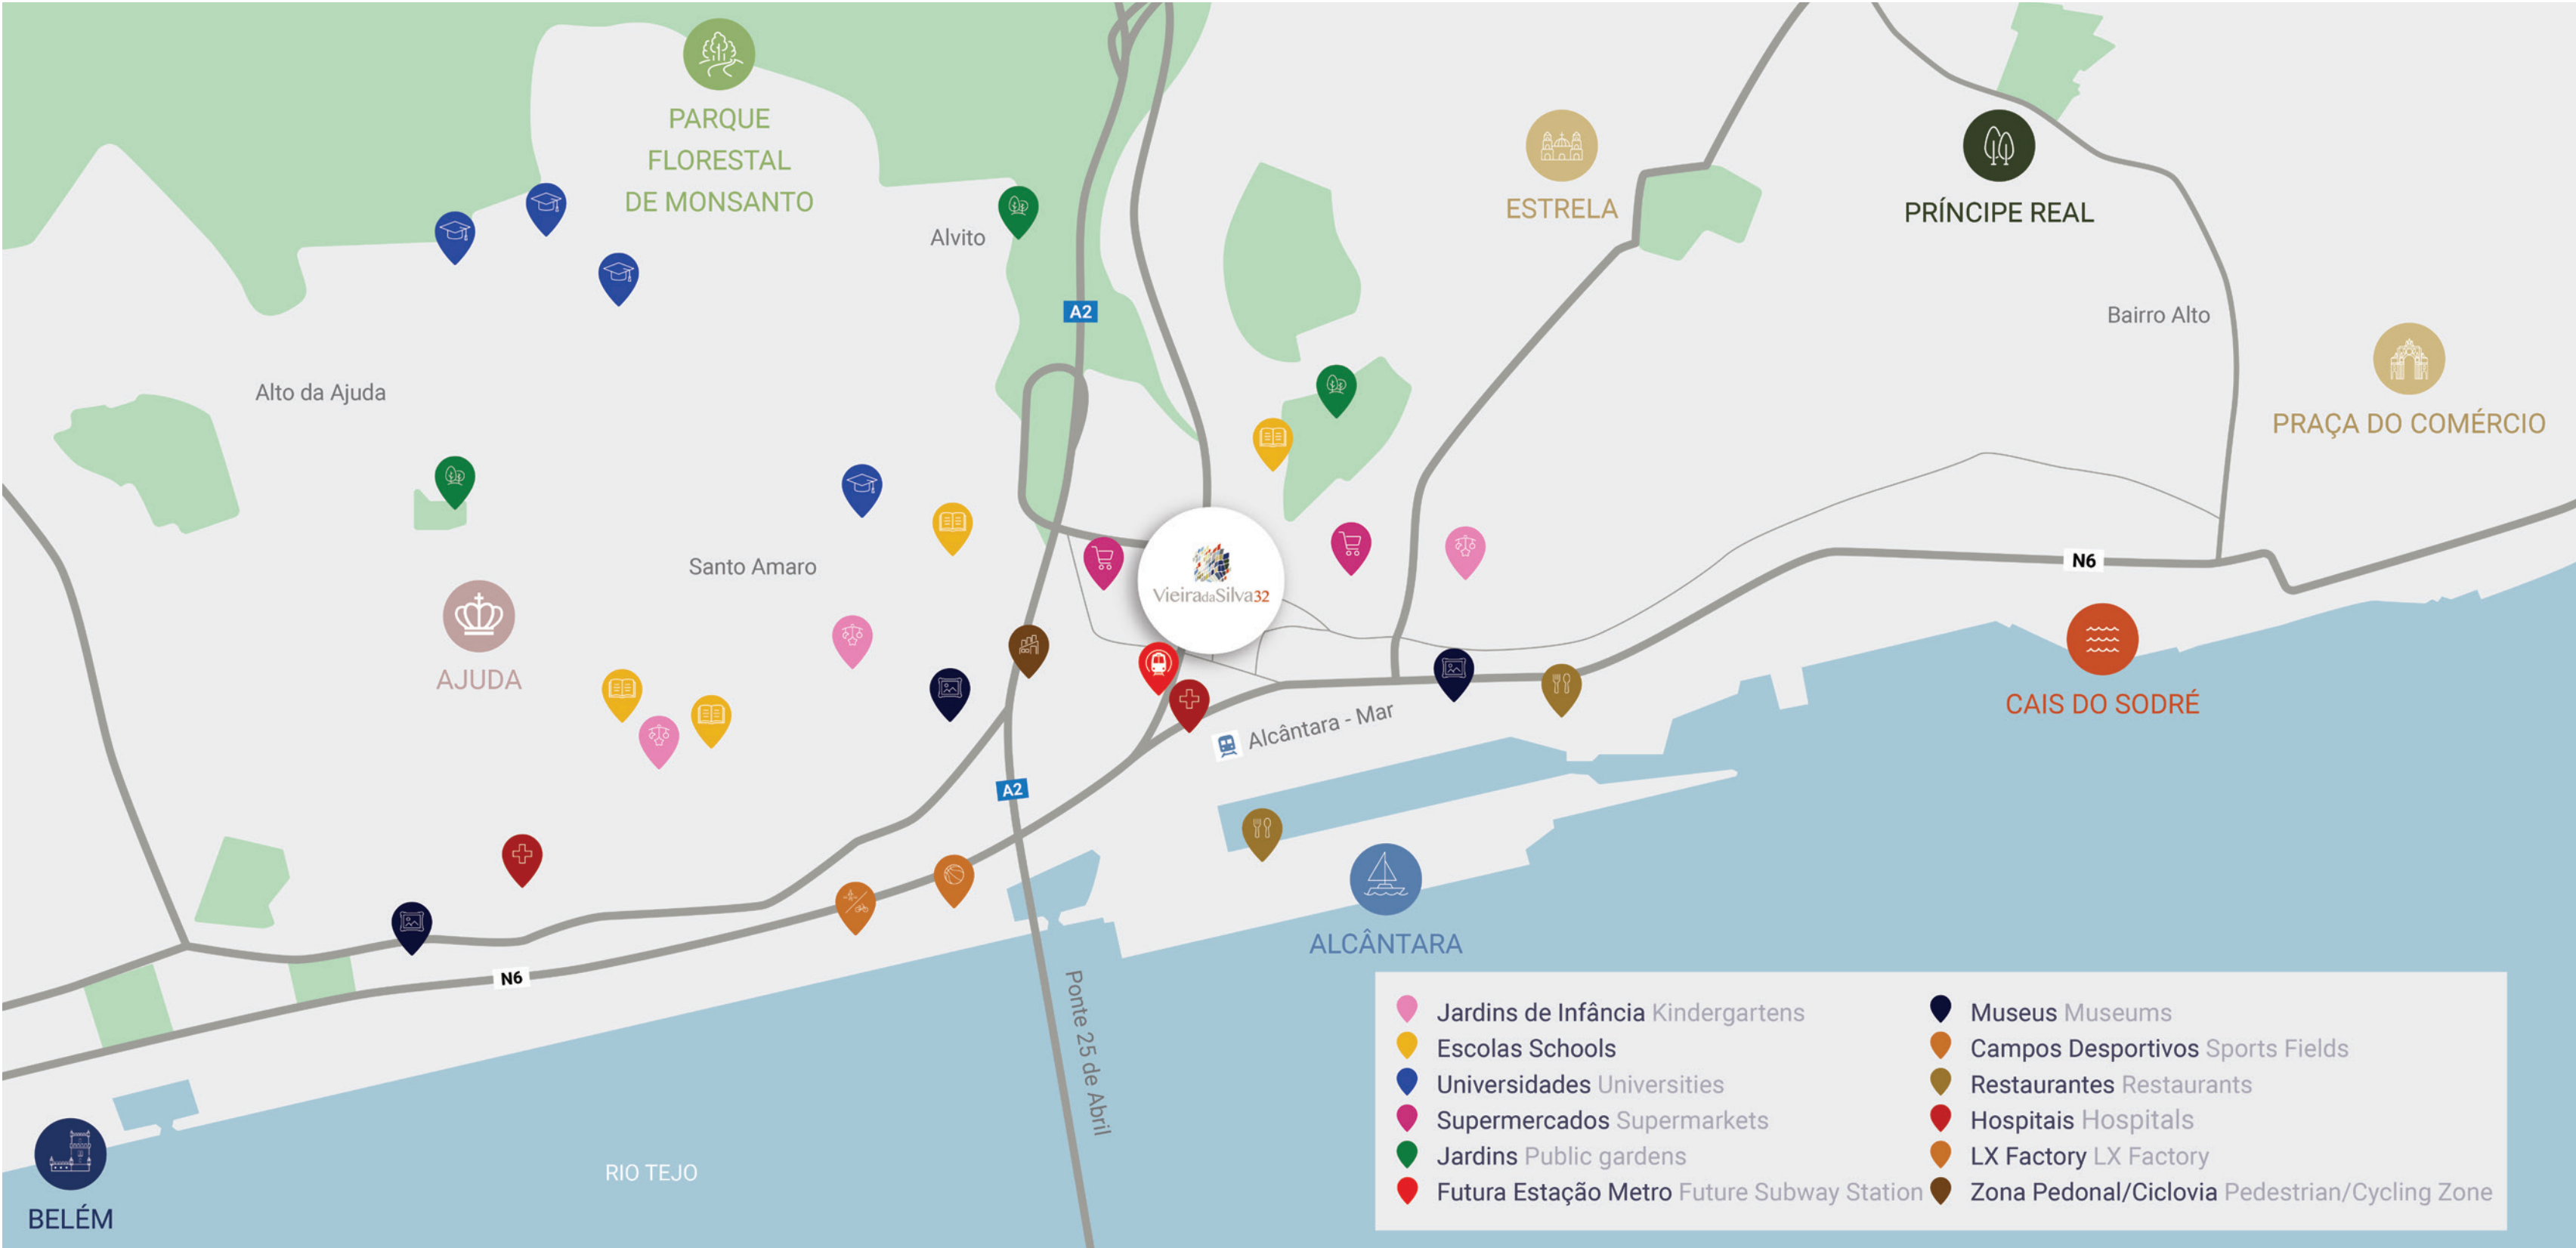 PARQUE
FLORESTAL
DE MONSANTO
ESTRELA
PRÍNCIPE REAL
Alvito
A2
Bairro Alto
Alto da Ajuda
PRAÇA DO COMÉRCIO
Santo Amaro
VieiradaSilva32
N6
AJUDA
CAIS DO SODRÉ
Alcântara - Mar
A2
ALCÂNTARA
N6
Ponte 25 de Abril
RIO TEJO
BELÉM
Jardins de Infância Kindergartens
Escolas Schools
Universidades Universities
Supermercados Supermarkets
Jardins Public gardens
Futura Estação Metro Future Subway Station
Museus Museums
Campos Desportivos Sports Fields
Restaurantes Restaurants
Hospitais Hospitals
LX Factory LX Factory
Zona Pedonal/Ciclovia Pedestrian/Cycling Zone